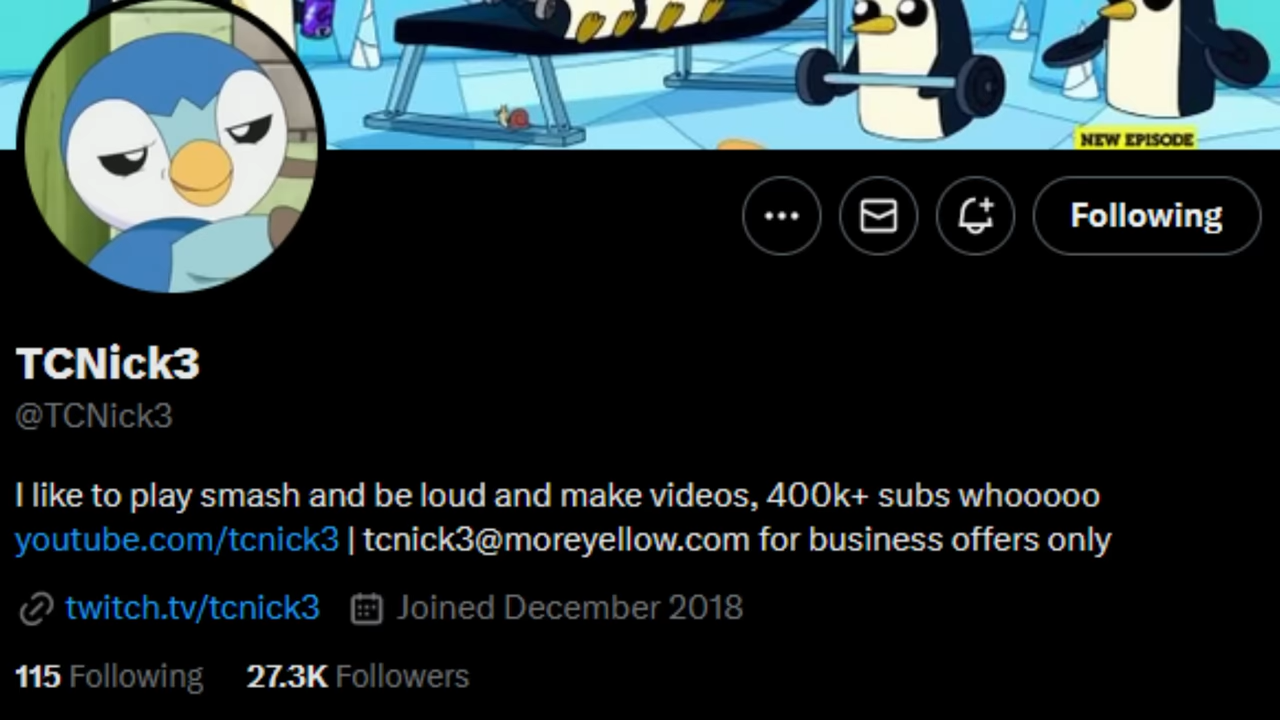 NEW EPISODE
Following
TCNick3
@TCNick3
I like to play smash and be loud and make videos, 400k+ subs whooooo
youtube.com/tcnick3 | tcnick3@moreyellow.com for business offers only
twitch.tv/tcnick3 Joined December 2018
115 Following 27.3K Followers